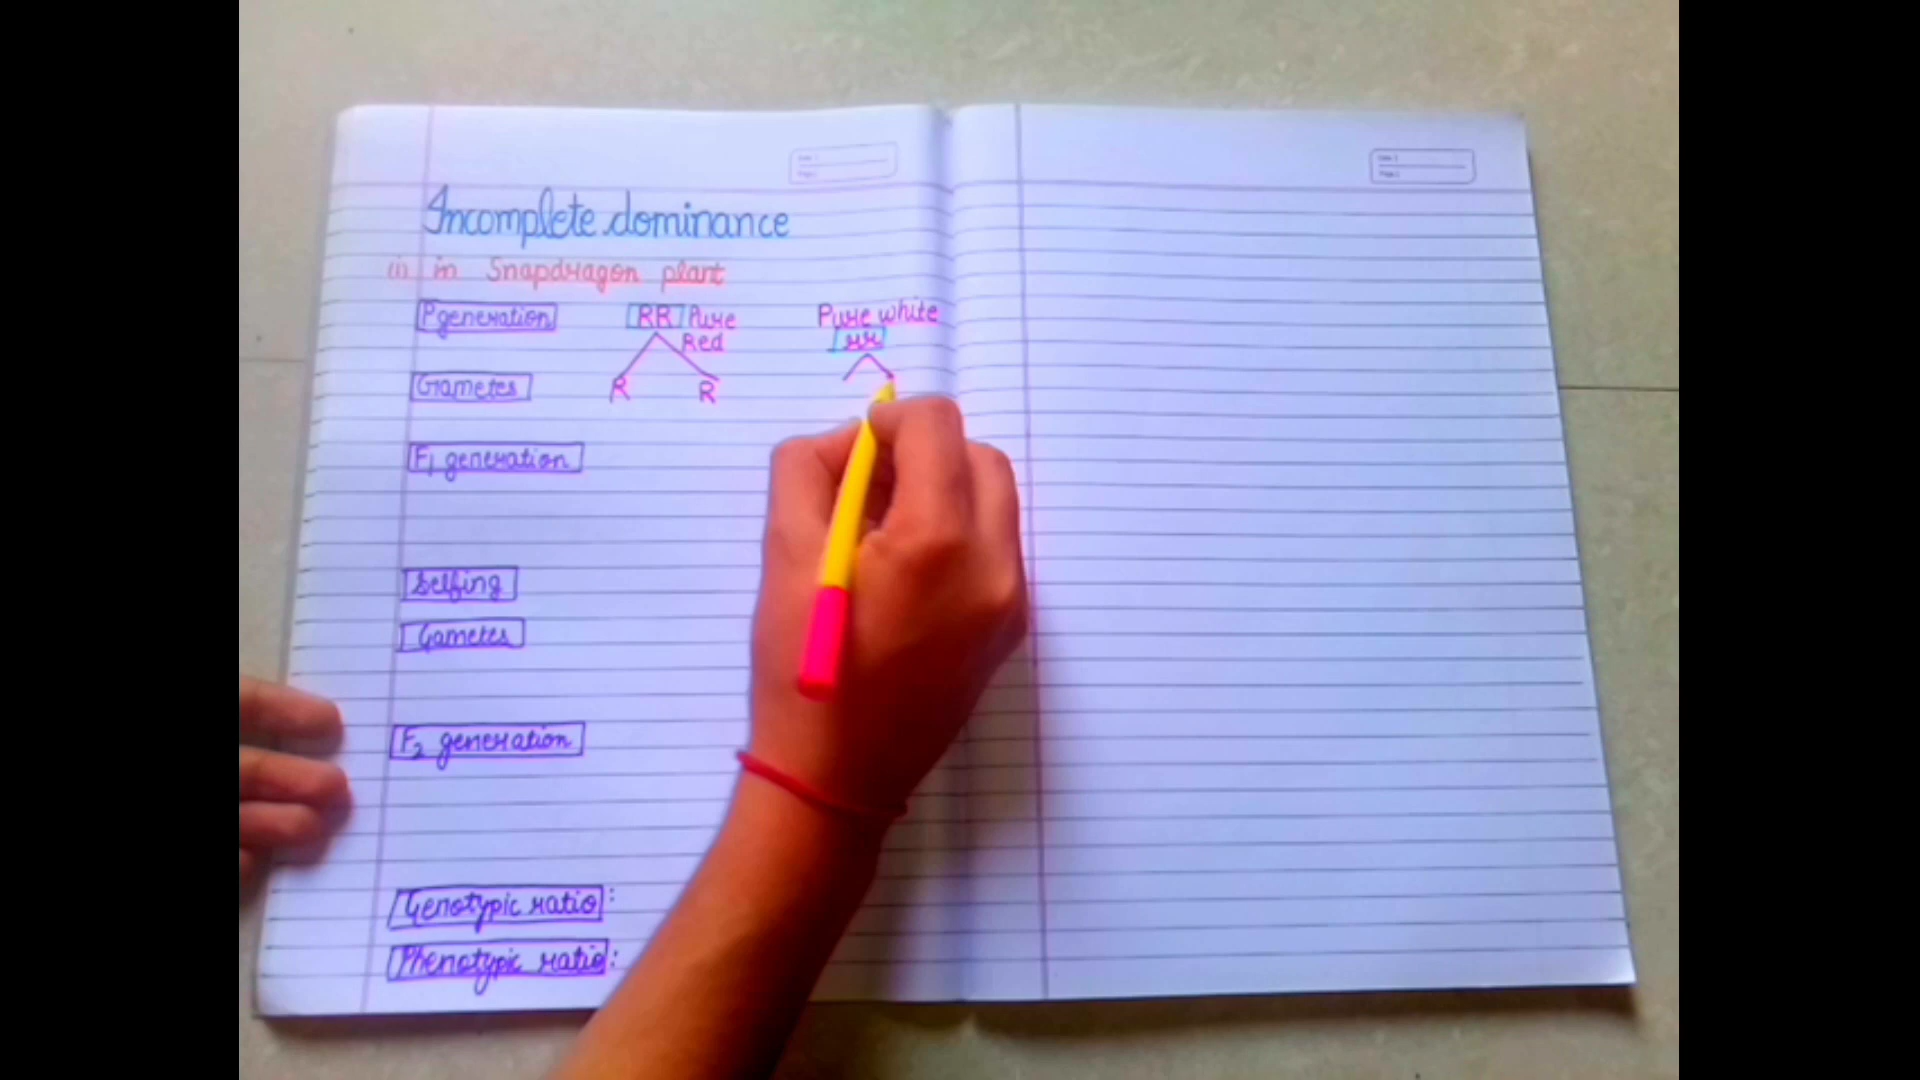 Incomplete dominance
(i) in Snapdragon plant
P generation RR Pure Red
Pure white rr
Gametes R R
F1 generation
Selfing
Gametes
F2 generation
Genotypic ratio:
Phenotypic ratio: